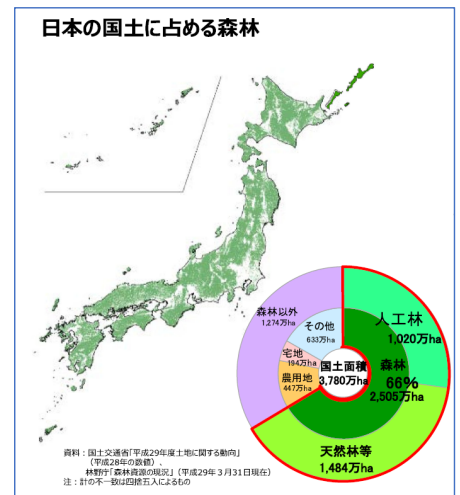 日本の国土に占める森林
森林以外
1,274万ha
その他
633万ha
宅地
194万ha
農用地
447万ha
国土面積
3,780万ha
人工林
1,020万ha
森林
66%
2,505万ha
天然林等
1,484万ha
資料：国土交通省「平成29年度土地に関する動向」
（平成28年の数値）、
林野庁「森林資源の現況」（平成29年３月31日現在）
注：計の不一致は四捨五入によるもの